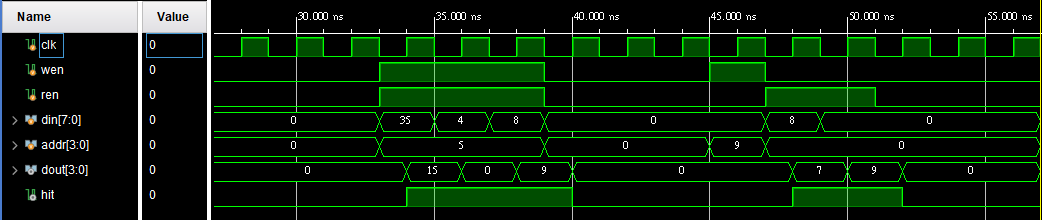 Name Value 30.000 ns 35.000 ns 40.000 ns 45.000 ns 50.000 ns 55.000 ns
clk 0
wen 0
ren 0
din[7:0] 0 0 35 4 8 0 8 0
addr[3:0] 0 0 5 0 9 0
dout[3:0] 0 0 15 0 9 0 7 9 0
hit 0